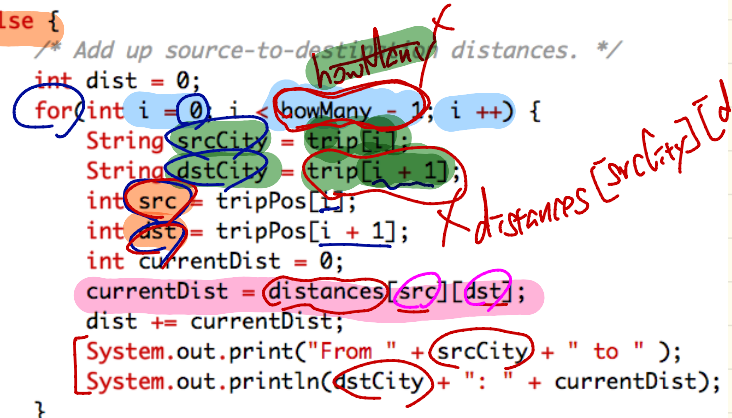 lse {
/* Add up source-to-destination distances. */
howMany
int dist = 0;
for(int i = 0; i < howMany - 1; i ++) {
String srcCity = trip[i];
String dstCity = trip[i + 1];
int src = tripPos[i];
int dst = tripPos[i + 1];
distances[srcCity][d
int currentDist = 0;
currentDist = distances[src][dst];
dist += currentDist;
System.out.print("From " + srcCity + " to " );
System.out.println(dstCity + ": " + currentDist);
}